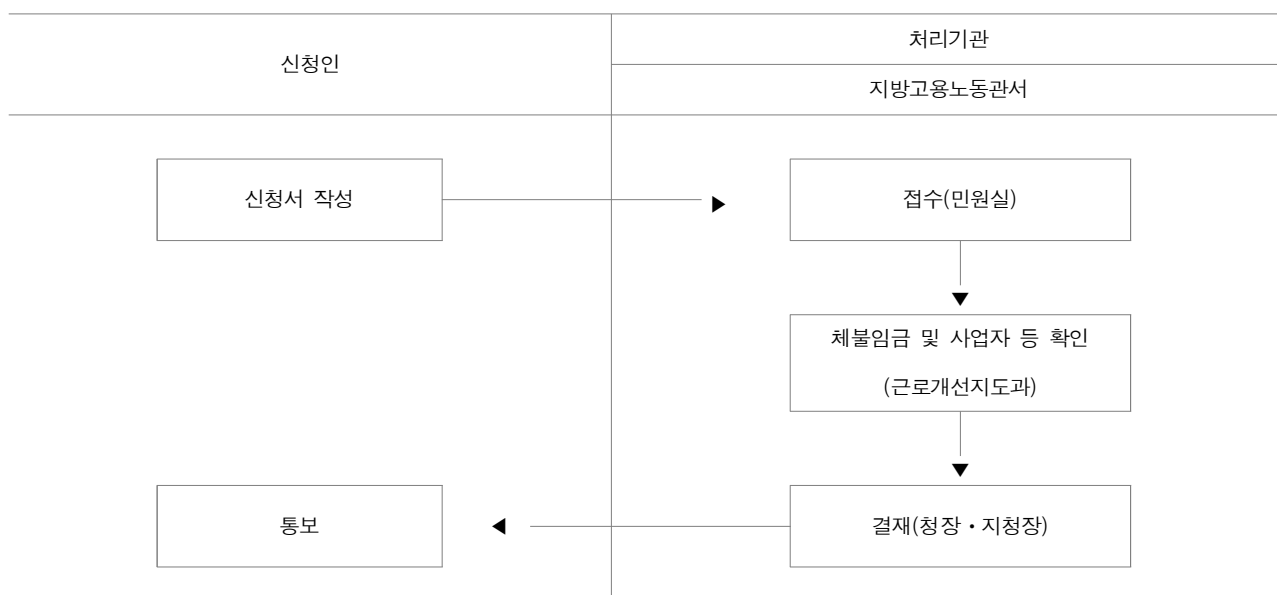 신청인
처리기관
지방고용노동관서
신청서 작성
접수(민원실)
체불임금 및 사업자 등 확인
(근로개선지도과)
통보
결재(청장・지청장)